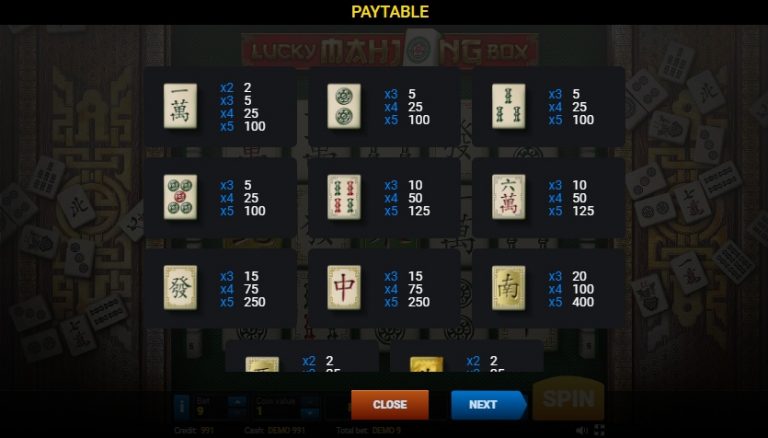 PAYTABLE
LUCKY MAHJONG BOX
一萬
x2 2
x3 5
x4 25
x5 100
x3 5
x4 25
x5 100
x3 5
x4 25
x5 100
x3 5
x4 25
x5 100
x3 10
x4 50
x5 125
六萬
x3 10
x4 50
x5 125
發
x3 15
x4 75
x5 250
中
x3 15
x4 75
x5 250
南
x3 20
x4 100
x5 400
x2 2
x2 2
Bet
9
Coin value
1
CLOSE
NEXT
SPIN
Credit: 991
Cash: DEMO 991
Total bet: DEMO 9